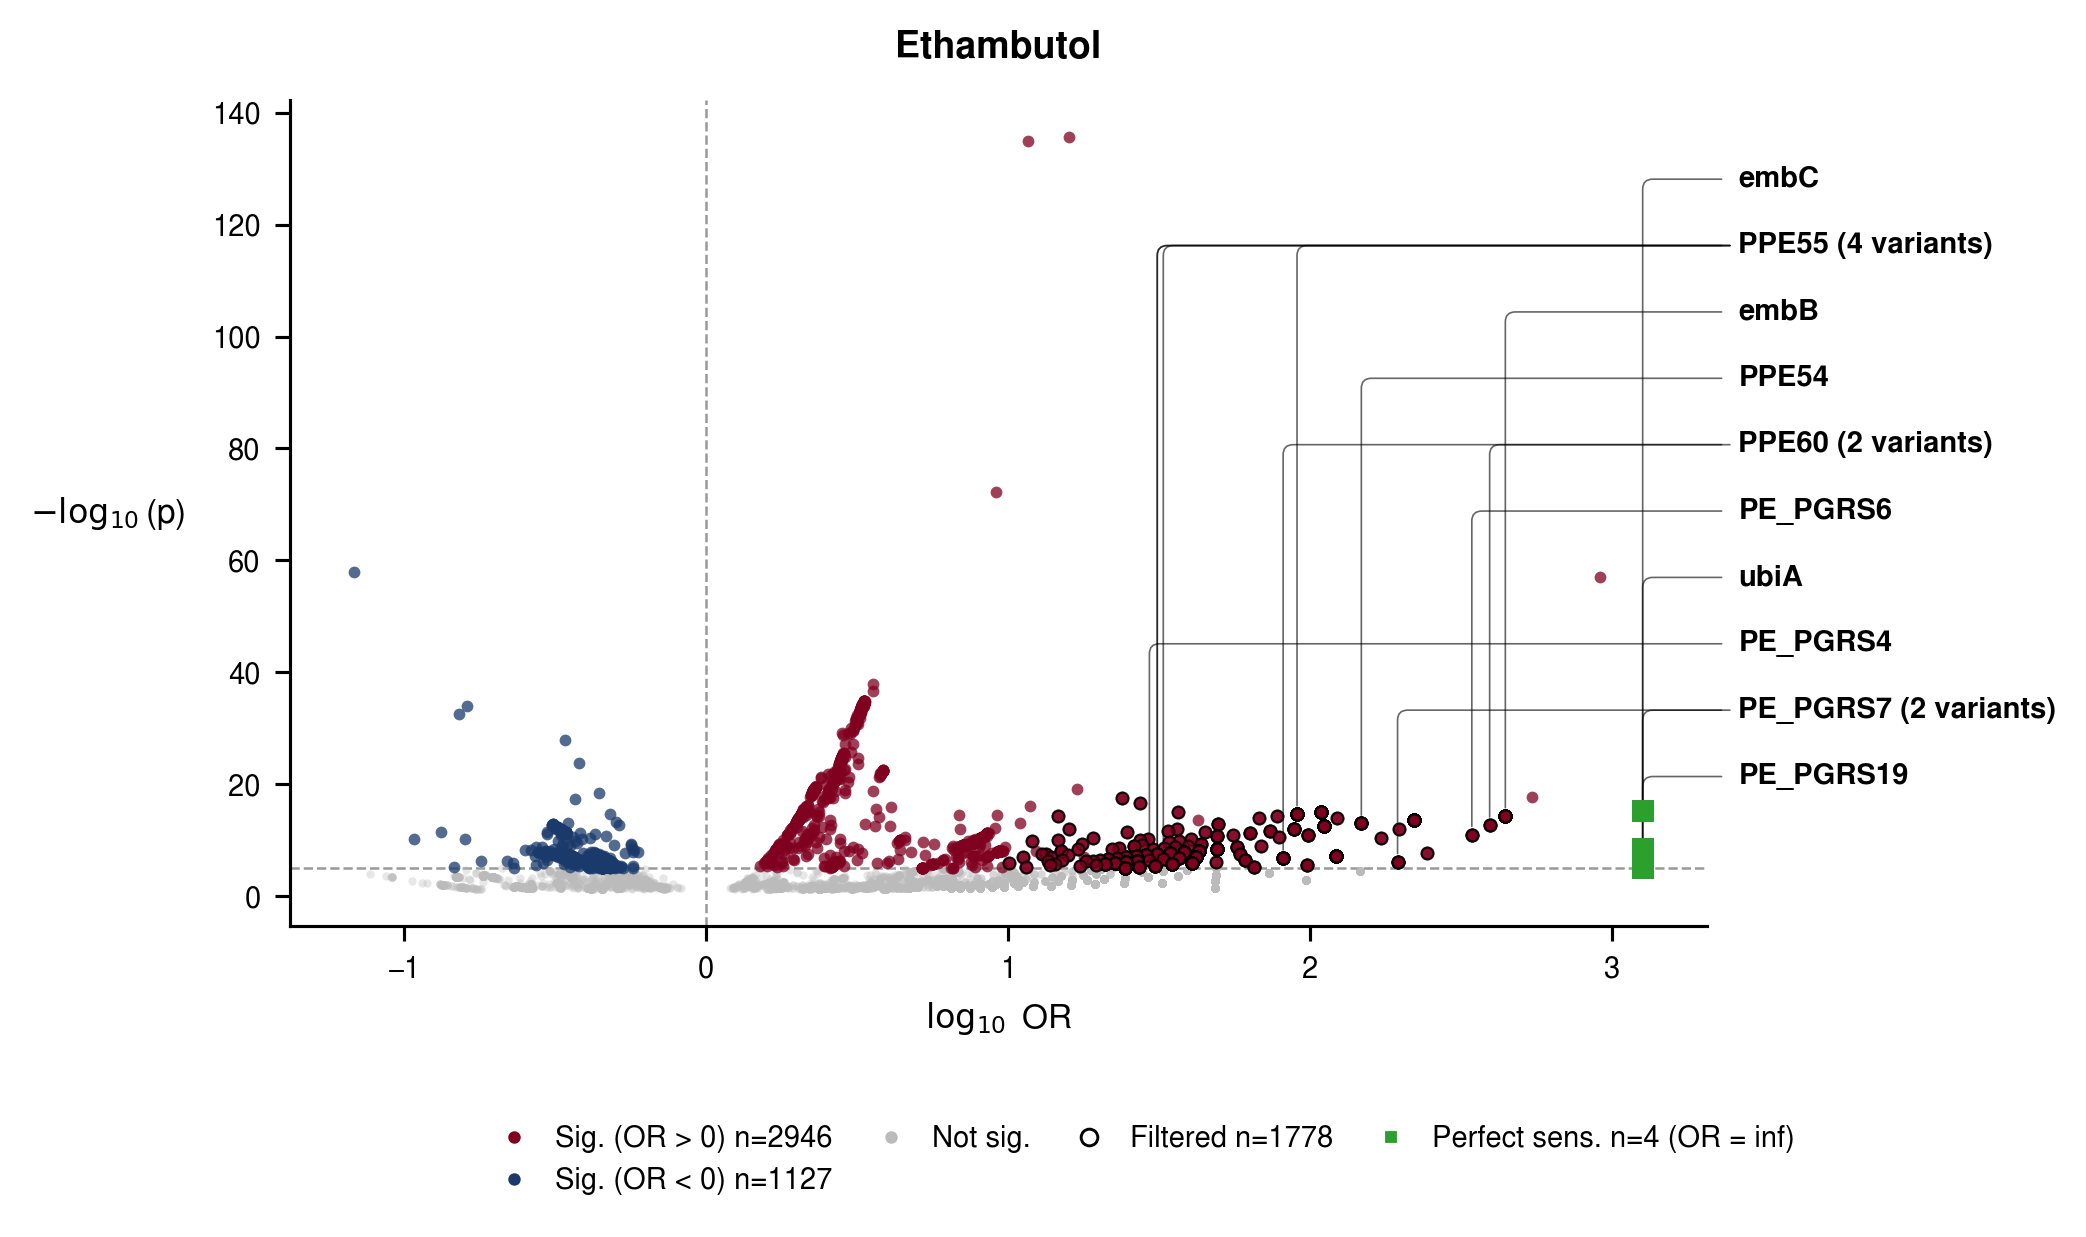 Ethambutol
140
120
100
80
60
40
20
0
−log10 (p)
−1
0
1
2
3
log10 OR
embC
PPE55 (4 variants)
embB
PPE54
PPE60 (2 variants)
PE_PGRS6
ubiA
PE_PGRS4
PE_PGRS7 (2 variants)
PE_PGRS19
Sig. (OR > 0) n=2946
Sig. (OR < 0) n=1127
Not sig.
Filtered n=1778
Perfect sens. n=4 (OR = inf)